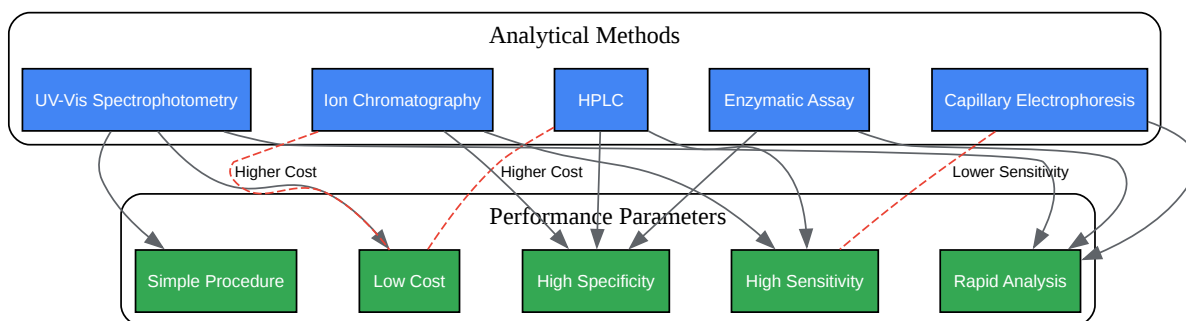 Analytical Methods
UV-Vis Spectrophotometry
Ion Chromatography
HPLC
Enzymatic Assay
Capillary Electrophoresis
Higher Cost
Higher Cost
Lower Sensitivity
Performance Parameters
Simple Procedure
Low Cost
High Specificity
High Sensitivity
Rapid Analysis